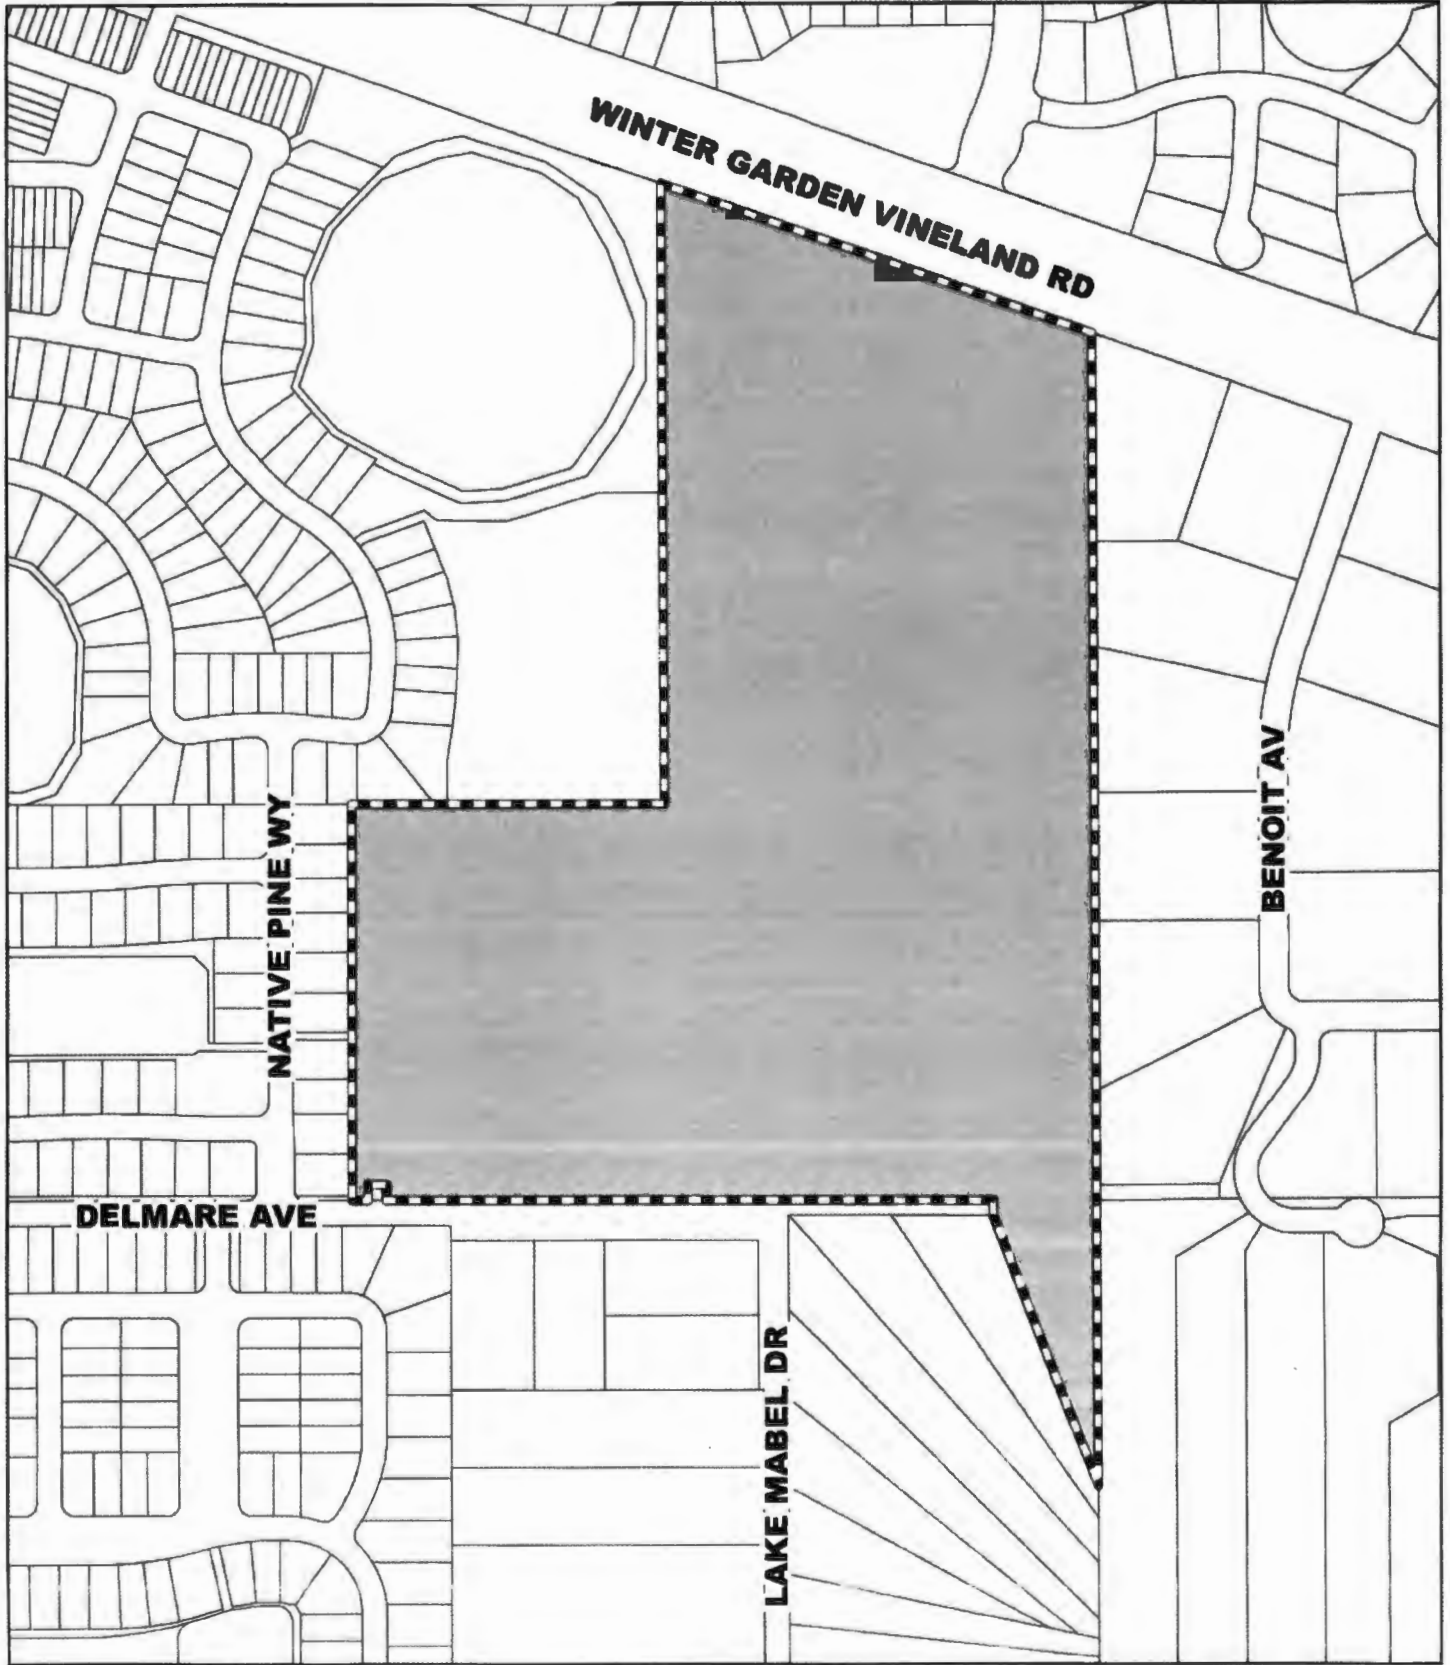 WINTER GARDEN VINELAND RD
BENOIT AV
NATIVE PINE WY
DELMARE AVE
LAKE MABEL DR